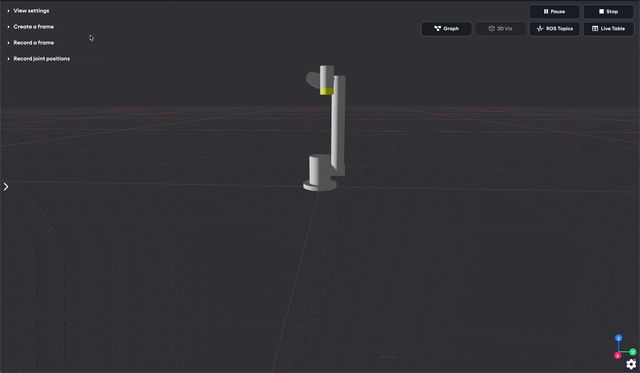 View settings
Create a frame
Record a frame
Record joint positions
Pause
Stop
Graph
3D Viz
ROS Topics
Live Table